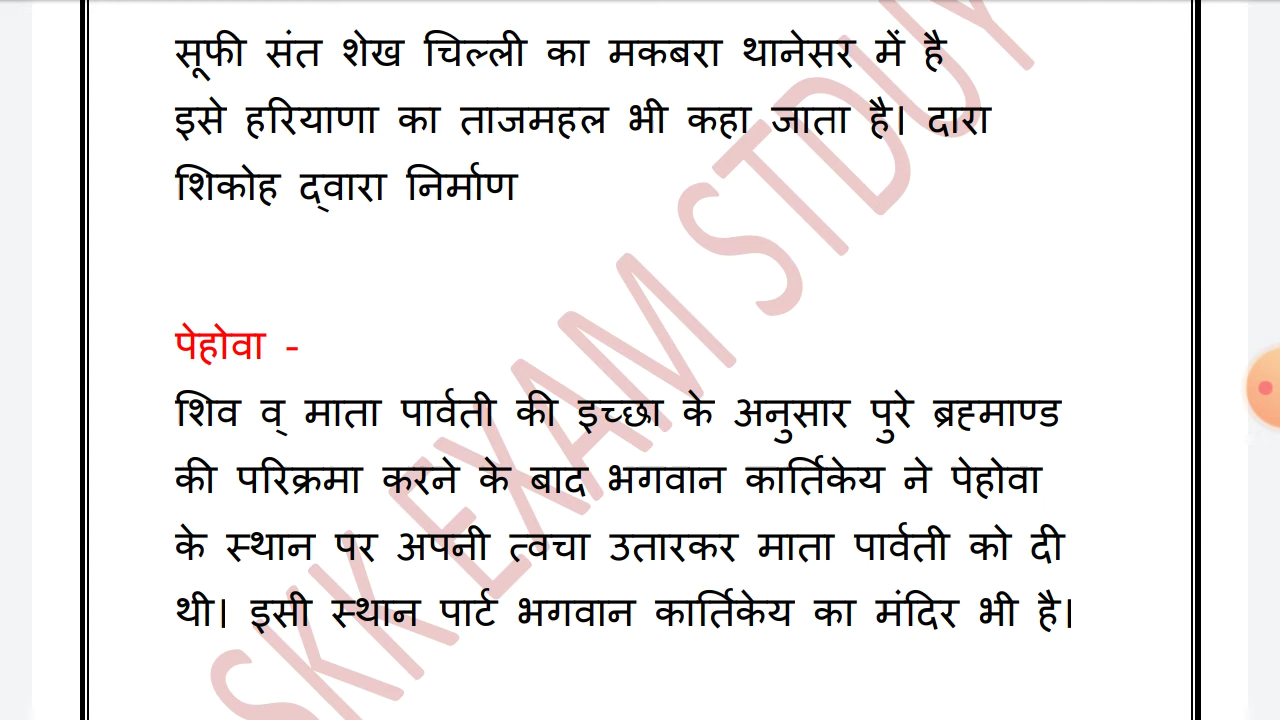 सूफी संत शेख चिल्ली का मकबरा थानेसर में है
इसे हरियाणा का ताजमहल भी कहा जाता है। दारा
शिकोह द्वारा निर्माण
पेहोवा -
शिव व् माता पार्वती की इच्छा के अनुसार पुरे ब्रह्माण्ड
की परिक्रमा करने के बाद भगवान कार्तिकेय ने पेहोवा
के स्थान पर अपनी त्वचा उतारकर माता पार्वती को दी
थी। इसी स्थान पार्ट भगवान कार्तिकेय का मंदिर भी है।
SKK EXAM STDUY